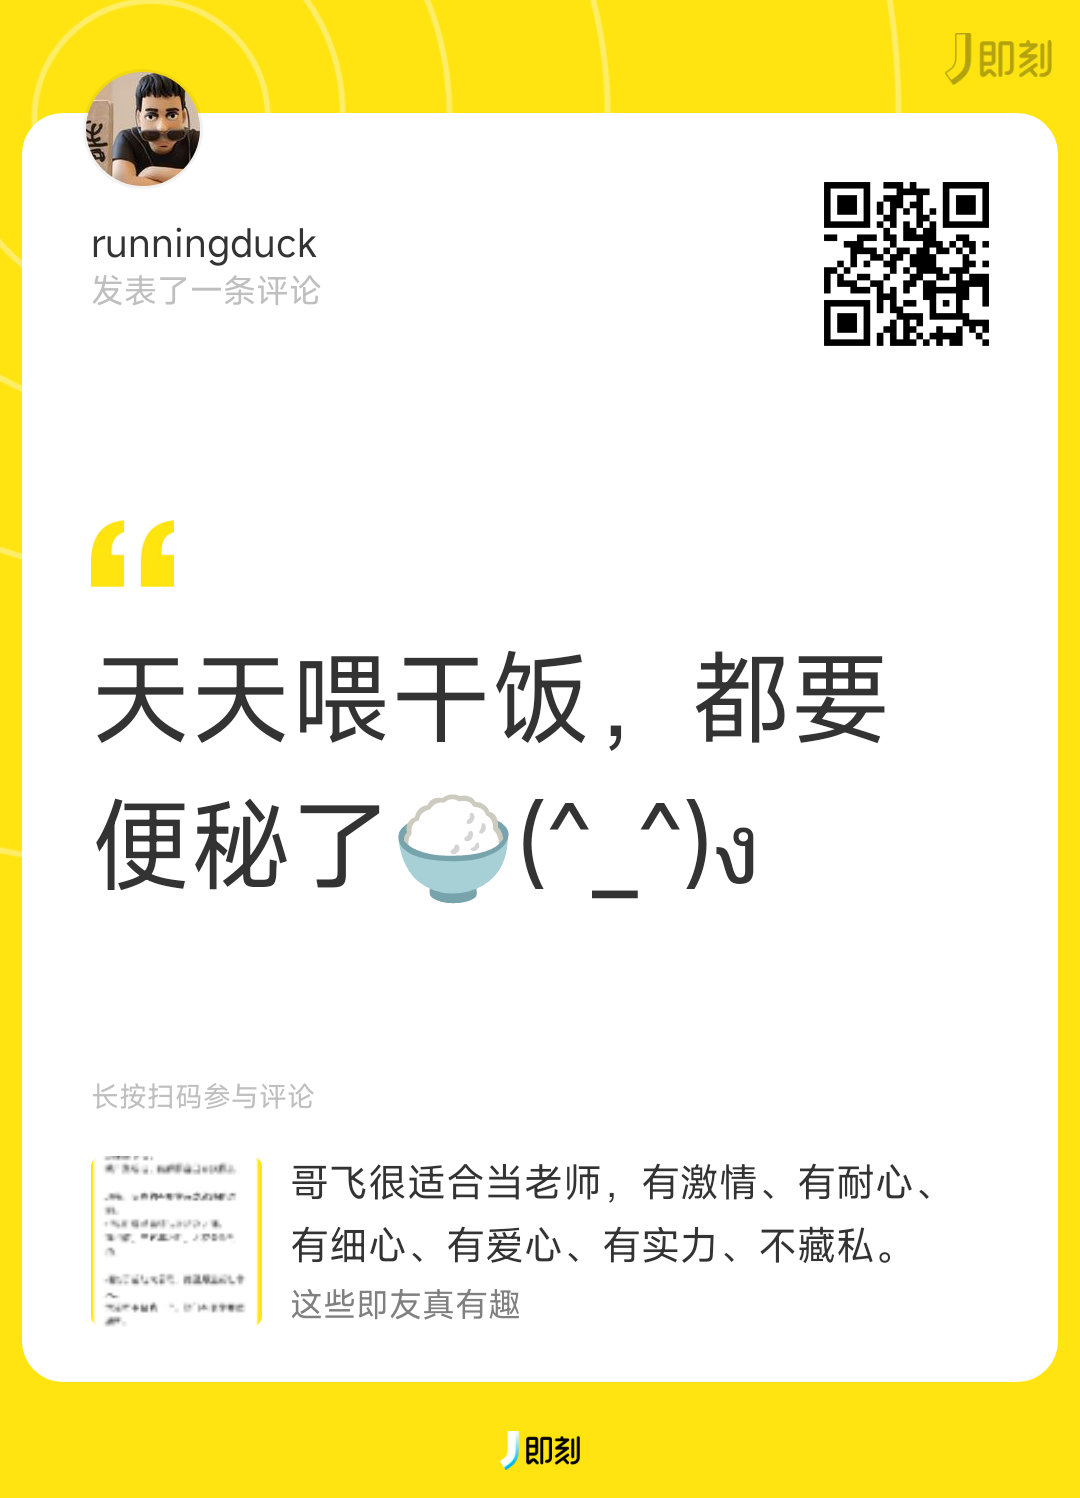 即刻
runningduck
发表了一条评论
天天喂干饭，都要
便秘了🍚(^_^)ง
长按扫码参与评论
哥飞很适合当老师，有激情、有耐心、
有细心、有爱心、有实力、不藏私。
这些即友真有趣
即刻